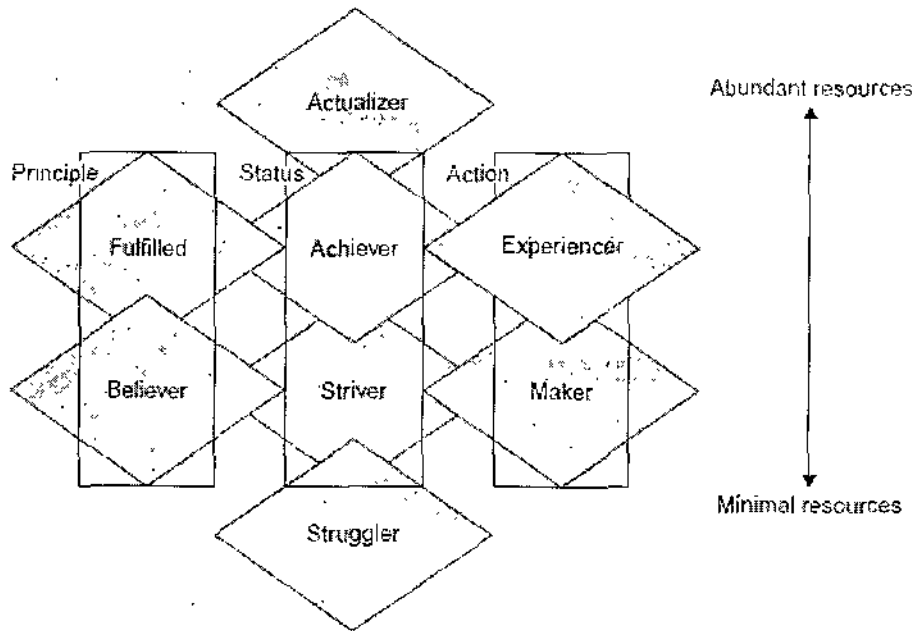 Actualizer
Abundant resources
Principle
Status
Action
Fulfilled
Achiever
Experiencer
Believer
Striver
Maker
Minimal resources
Struggler